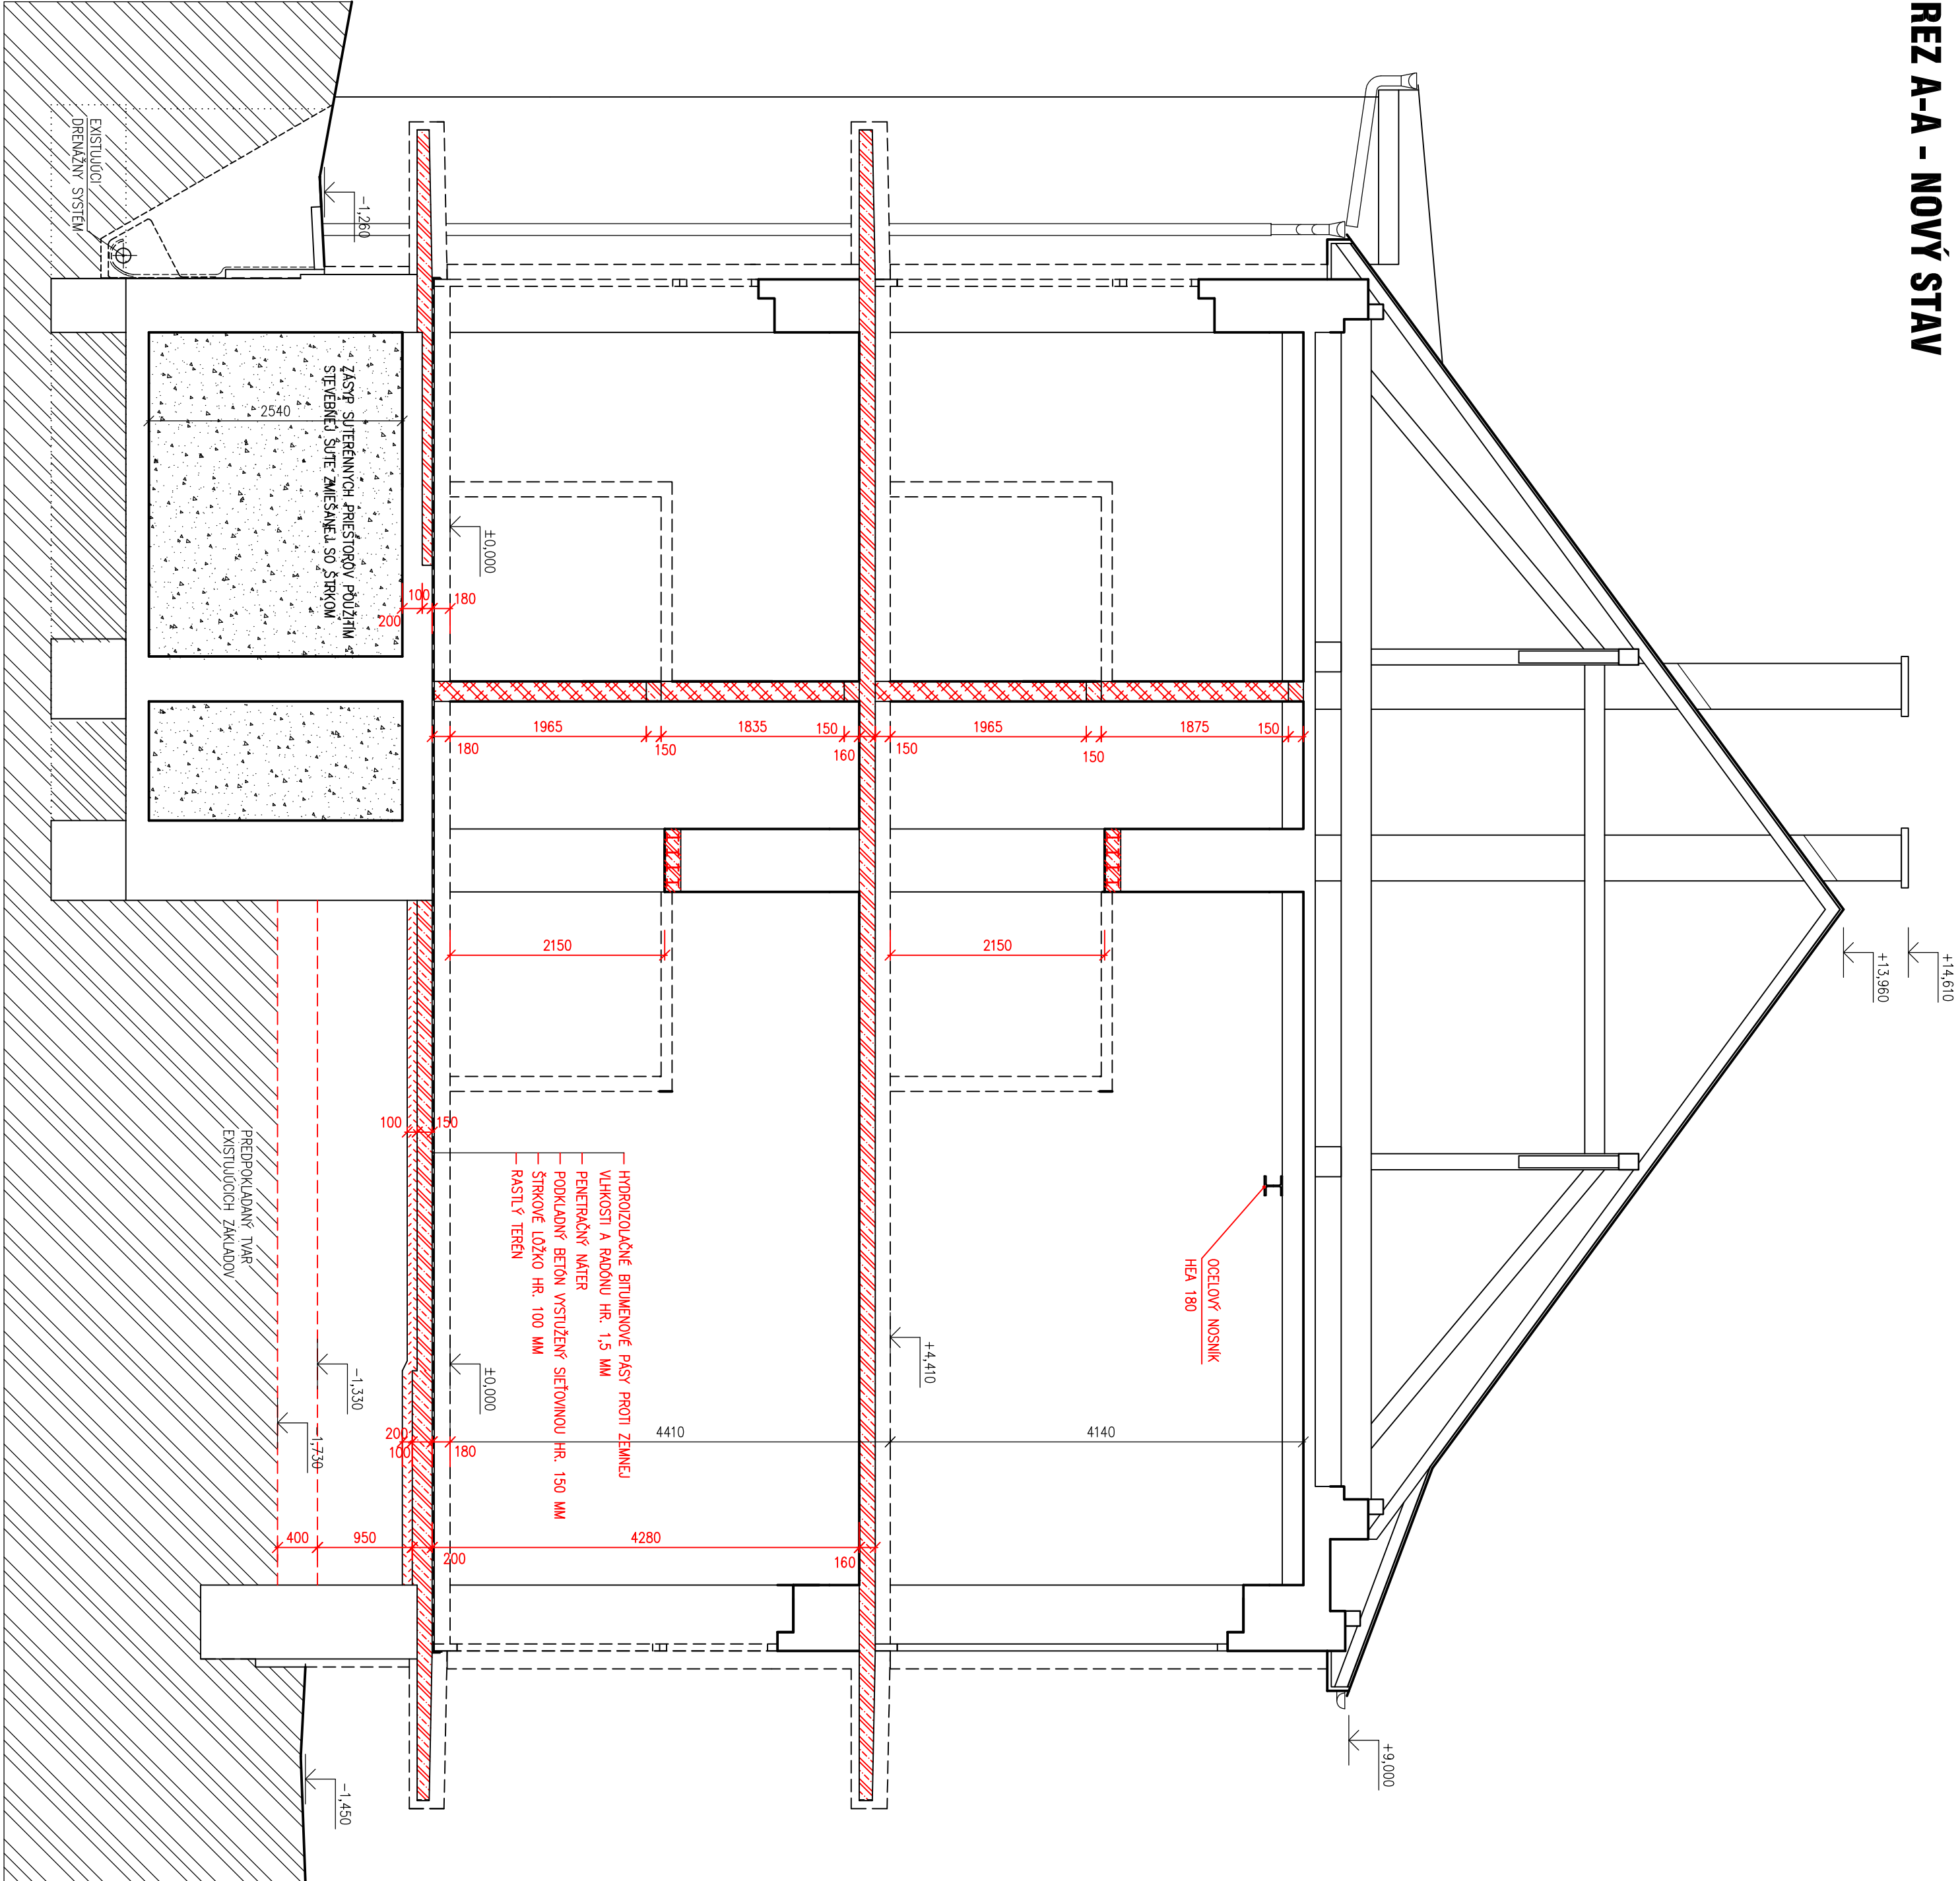 REZ A-A - NOVÝ STAV
+14,610
+13,960
+9,000
OCELOVÝ NOSNÍK
HEA 180
150
1875
150
1965
150
160
150
1835
150
1965
180
4140
+4,410
2150
2150
4410
4280
160
HYDROIZOLAČNÉ BITUMENOVÉ PÁSY PROTI ZEMNEJ
VLHKOSTI A RADÓNU HR. 1,5 MM
PENETRAČNÝ NÁTER
PODKLADNÝ BETÓN VYSTUŽENÝ SIEŤOVINOU HR. 150 MM
ŠTRKOVÉ LÔŽKO HR. 100 MM
RASTLÝ TERÉN
±0,000
±0,000
180
100
200
150
100
180
200
100
200
950
400
-1,260
-1,330
-1,730
-1,450
ZÁSYP SUTERÉNNYCH PRIESTOROV POUŽITÍM
STEVEBNEJ SUTE ZMIEŠANEJ SO ŠTRKOM
2540
PREDPOKLADANÝ TVAR
EXISTUJÚCICH ZÁKLADOV
EXISTUJÚCI
DRENÁŽNY SYSTÉM